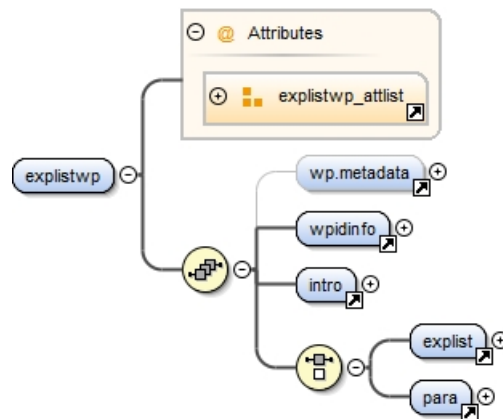 @ Attributes
explistwp_attlist
explistwp
wp.metadata
wpidinfo
intro
explist
para